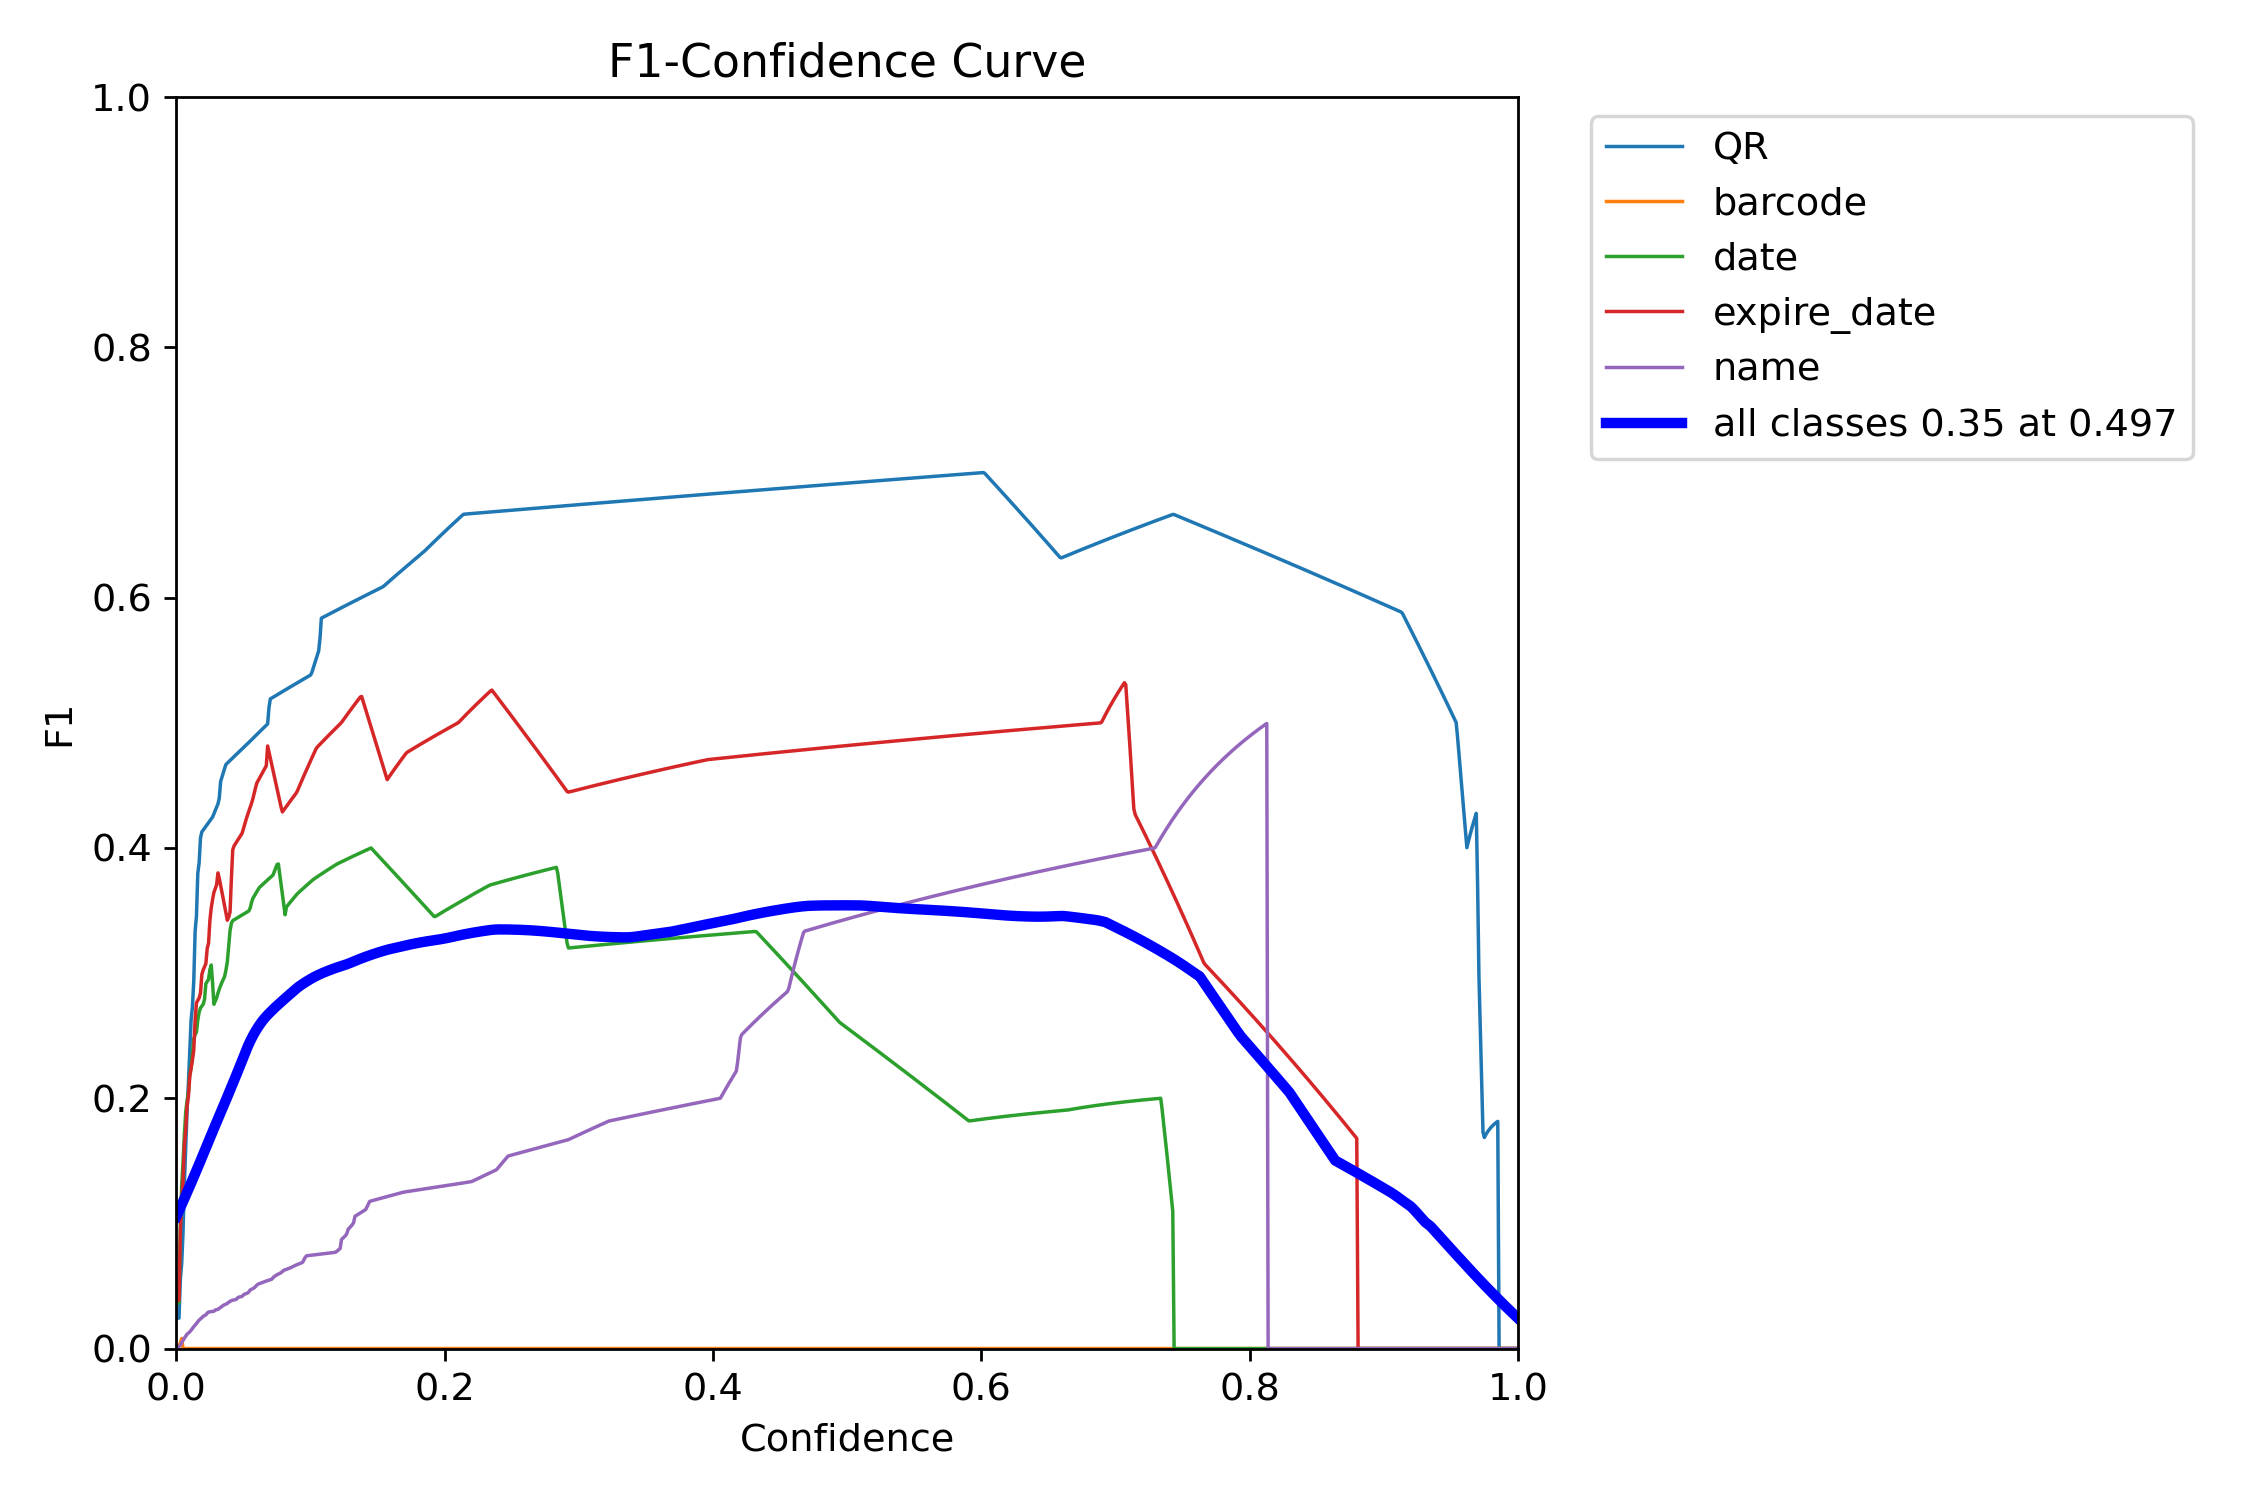 F1-Confidence Curve
1.0
0.8
0.6
0.4
0.2
0.0
F1
0.0 0.2 0.4 0.6 0.8 1.0
Confidence
QR
barcode
date
expire_date
name
all classes 0.35 at 0.497